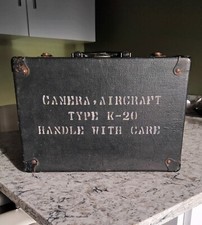 CAMERA, AIRCRAFT
TYPE K-20
HANDLE WITH CARE